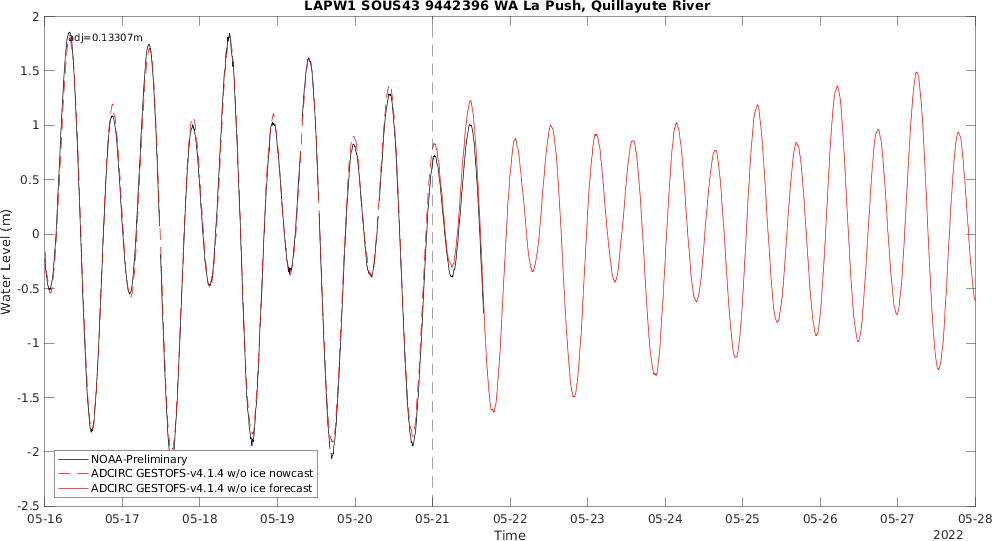 LAPW1 SOUS43 9442396 WA La Push, Quillayute River
adj=0.13307m
2
1.5
1
0.5
0
-0.5
-1
-1.5
-2
-2.5
Water Level (m)
NOAA-Preliminary
ADCIRC GESTOFS-v4.1.4 w/o ice nowcast
ADCIRC GESTOFS-v4.1.4 w/o ice forecast
05-16 05-17 05-18 05-19 05-20 05-21 05-22 05-23 05-24 05-25 05-26 05-27 05-28
Time
2022